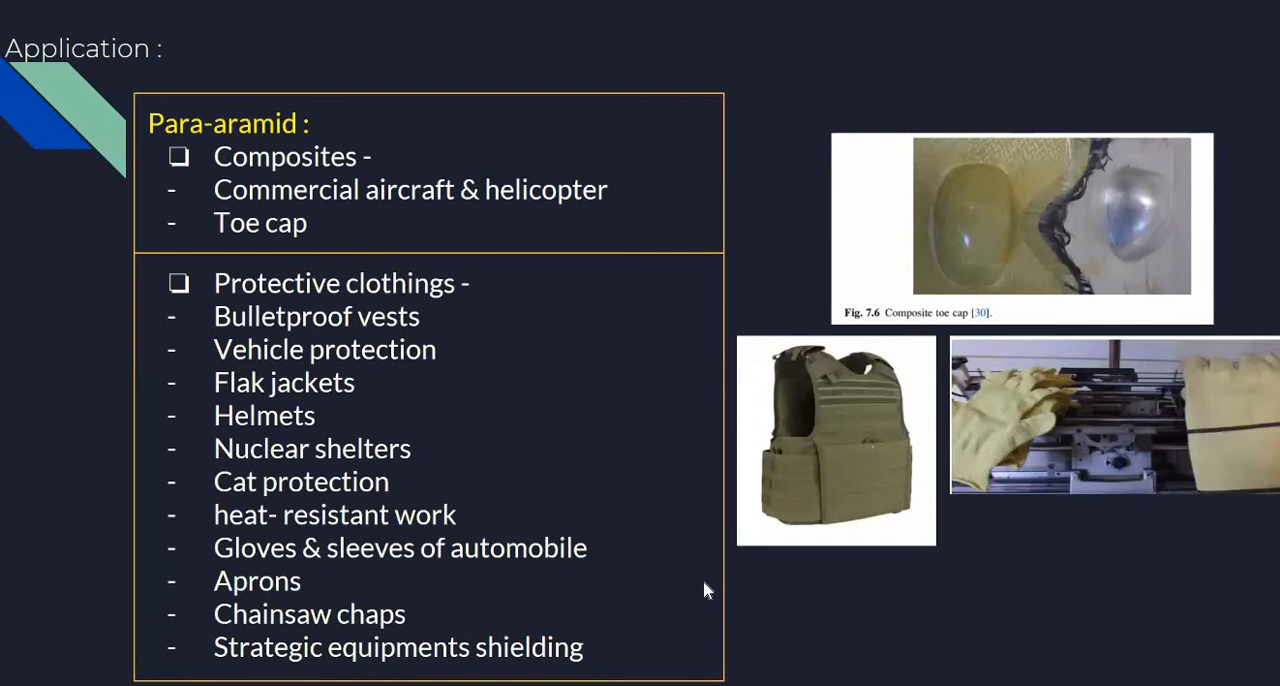 Application :
Para-aramid :
❑ Composites -
- Commercial aircraft & helicopter
- Toe cap
❑ Protective clothings -
- Bulletproof vests
- Vehicle protection
- Flak jackets
- Helmets
- Nuclear shelters
- Cat protection
- heat- resistant work
- Gloves & sleeves of automobile
- Aprons
- Chainsaw chaps
- Strategic equipments shielding
Fig. 7.6 Composite toe cap [30].